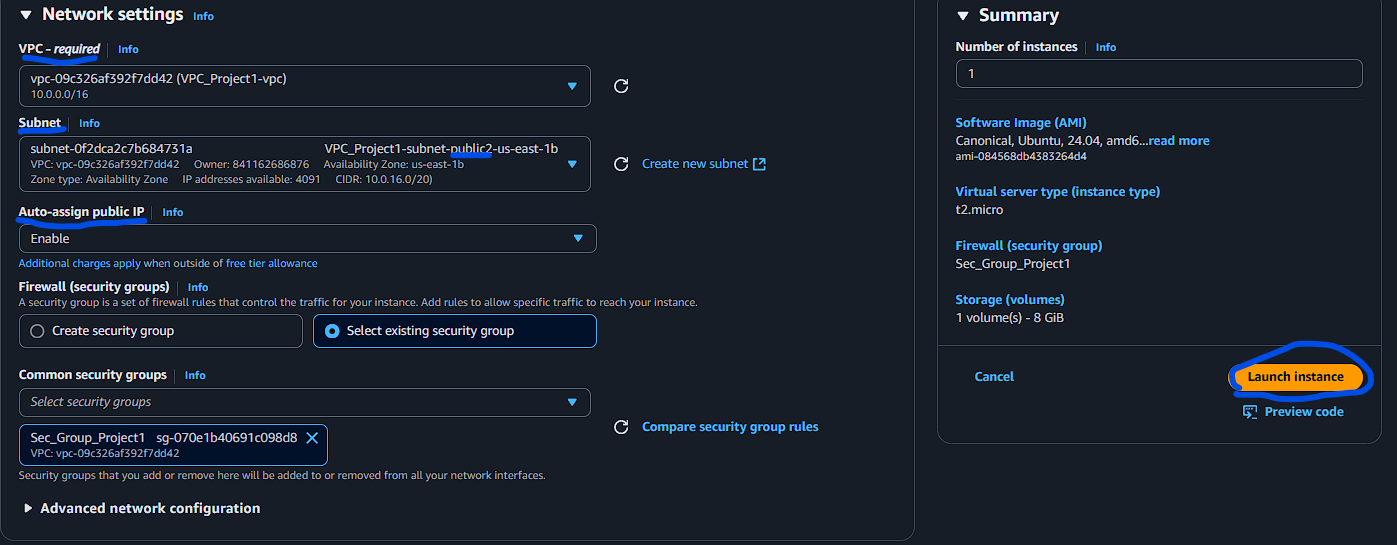 Network settings Info
VPC – required Info
vpc-09c326af392f7dd42 (VPC_Project1-vpc)
10.0.0.0/16
Subnet Info
subnet-0f2dca2c7b684731a VPC_Project1-subnet-public2-us-east-1b
VPC: vpc-09c326af392f7dd42 Owner: 841162686876 Availability Zone: us-east-1b
Zone type: Availability Zone IP addresses available: 4091 CIDR: 10.0.16.0/20)
Create new subnet
Auto-assign public IP Info
Enable
Additional charges apply when outside of free tier allowance
Firewall (security groups) Info
A security group is a set of firewall rules that control the traffic for your instance. Add rules to allow specific traffic to reach your instance.
Create security group
Select existing security group
Common security groups Info
Select security groups
Sec_Group_Project1 sg-070e1b40691c098d8
VPC: vpc-09c326af392f7dd42
Compare security group rules
Security groups that you add or remove here will be added to or removed from all your network interfaces.
Advanced network configuration
Summary
Number of instances Info
1
Software Image (AMI)
Canonical, Ubuntu, 24.04, amd6...read more
ami-084568db4383264d4
Virtual server type (instance type)
t2.micro
Firewall (security group)
Sec_Group_Project1
Storage (volumes)
1 volume(s) - 8 GiB
Cancel
Launch instance
Preview code